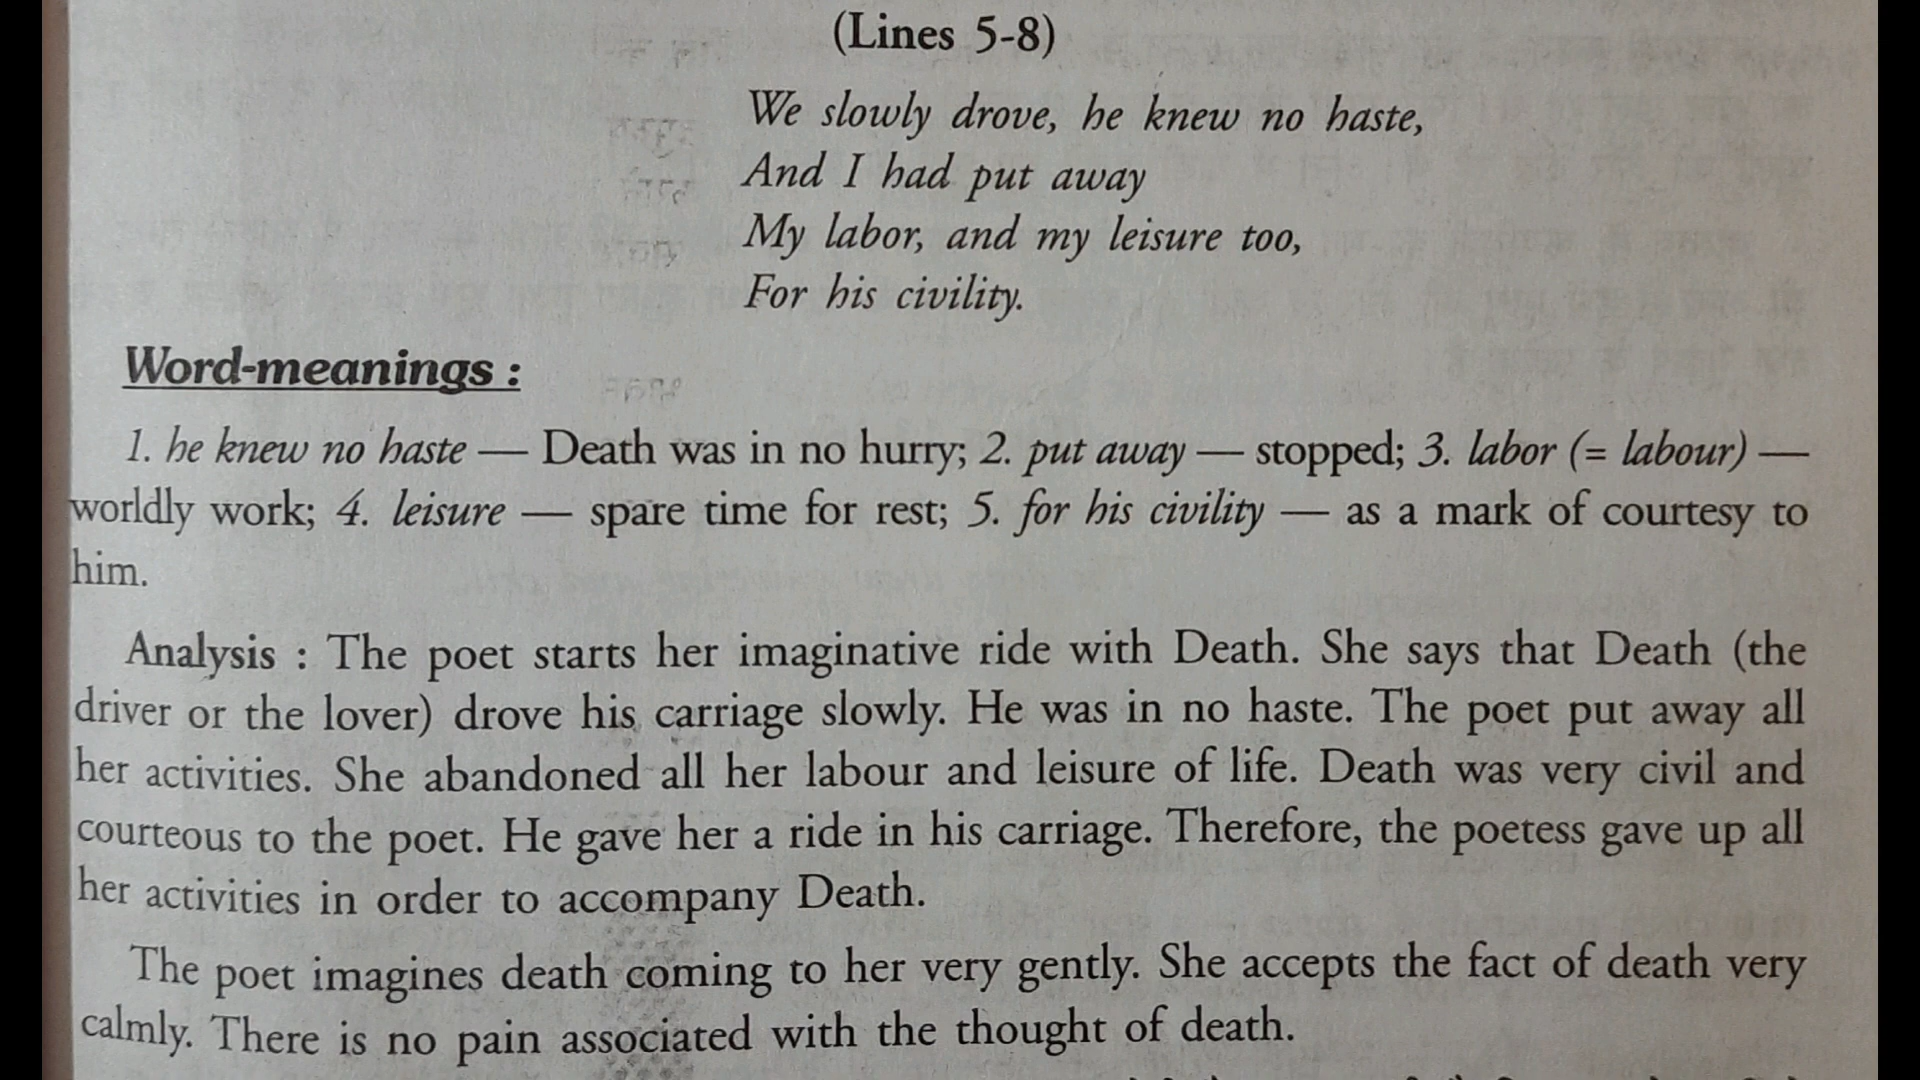 (Lines 5-8)
We slowly drove, he knew no haste,
And I had put away
My labor, and my leisure too,
For his civility.
Word-meanings :
1. he knew no haste — Death was in no hurry; 2. put away — stopped; 3. labor (= labour) —
worldly work; 4. leisure — spare time for rest; 5. for his civility — as a mark of courtesy to
him.
Analysis : The poet starts her imaginative ride with Death. She says that Death (the
driver or the lover) drove his carriage slowly. He was in no haste. The poet put away all
her activities. She abandoned all her labour and leisure of life. Death was very civil and
courteous to the poet. He gave her a ride in his carriage. Therefore, the poetess gave up all
her activities in order to accompany Death.
The poet imagines death coming to her very gently. She accepts the fact of death very
calmly. There is no pain associated with the thought of death.